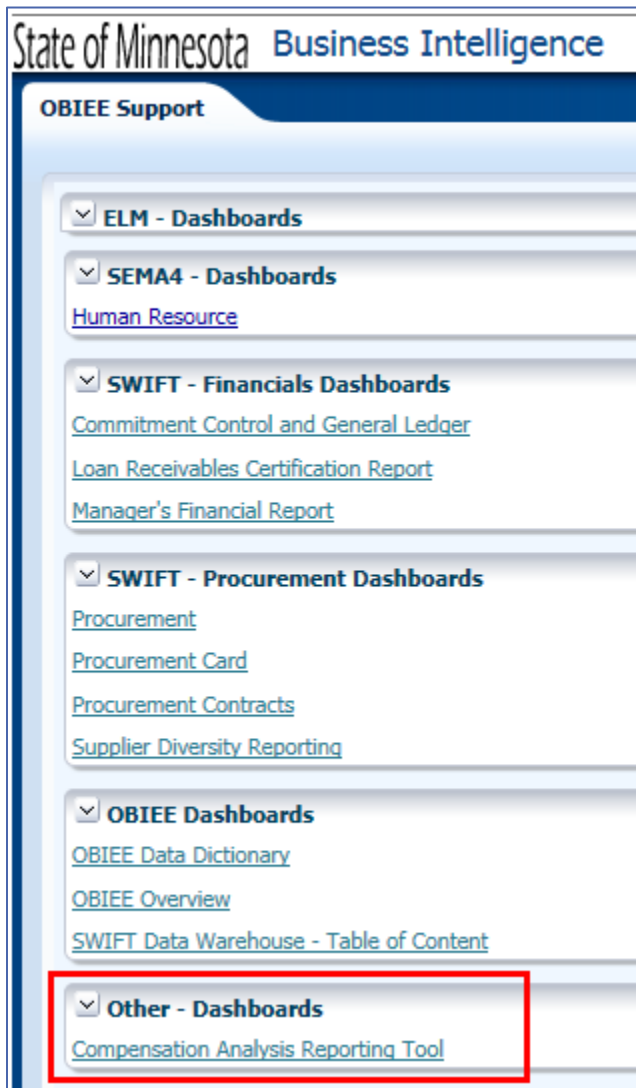 State of Minnesota Business Intelligence
OBIEE Support
ELM - Dashboards
SEMA4 - Dashboards
Human Resource
SWIFT - Financials Dashboards
Commitment Control and General Ledger
Loan Receivables Certification Report
Manager's Financial Report
SWIFT - Procurement Dashboards
Procurement
Procurement Card
Procurement Contracts
Supplier Diversity Reporting
OBIEE Dashboards
OBIEE Data Dictionary
OBIEE Overview
SWIFT Data Warehouse - Table of Content
Other - Dashboards
Compensation Analysis Reporting Tool